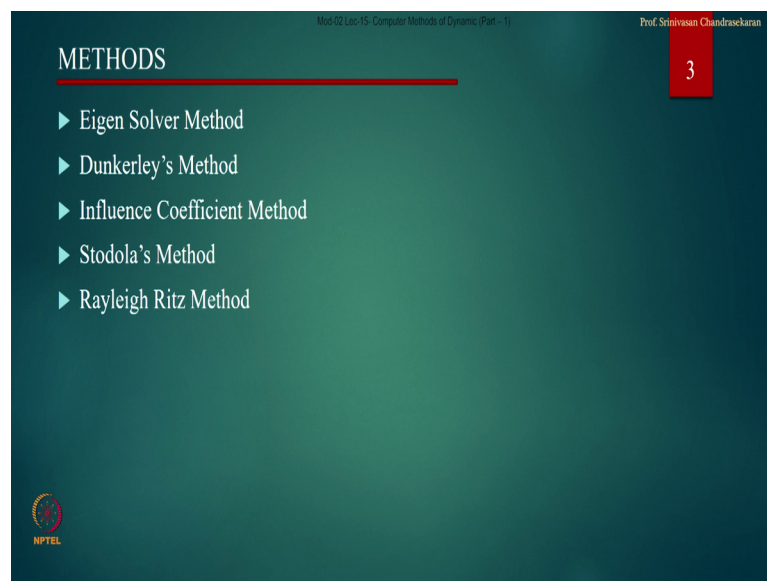 Mod-02 Lec-15- Computer Methods of Dynamic (Part – 1)
Prof. Srinivasan Chandrasekaran
METHODS
3
Eigen Solver Method
Dunkerley's Method
Influence Coefficient Method
Stodola's Method
Rayleigh Ritz Method
NPTEL